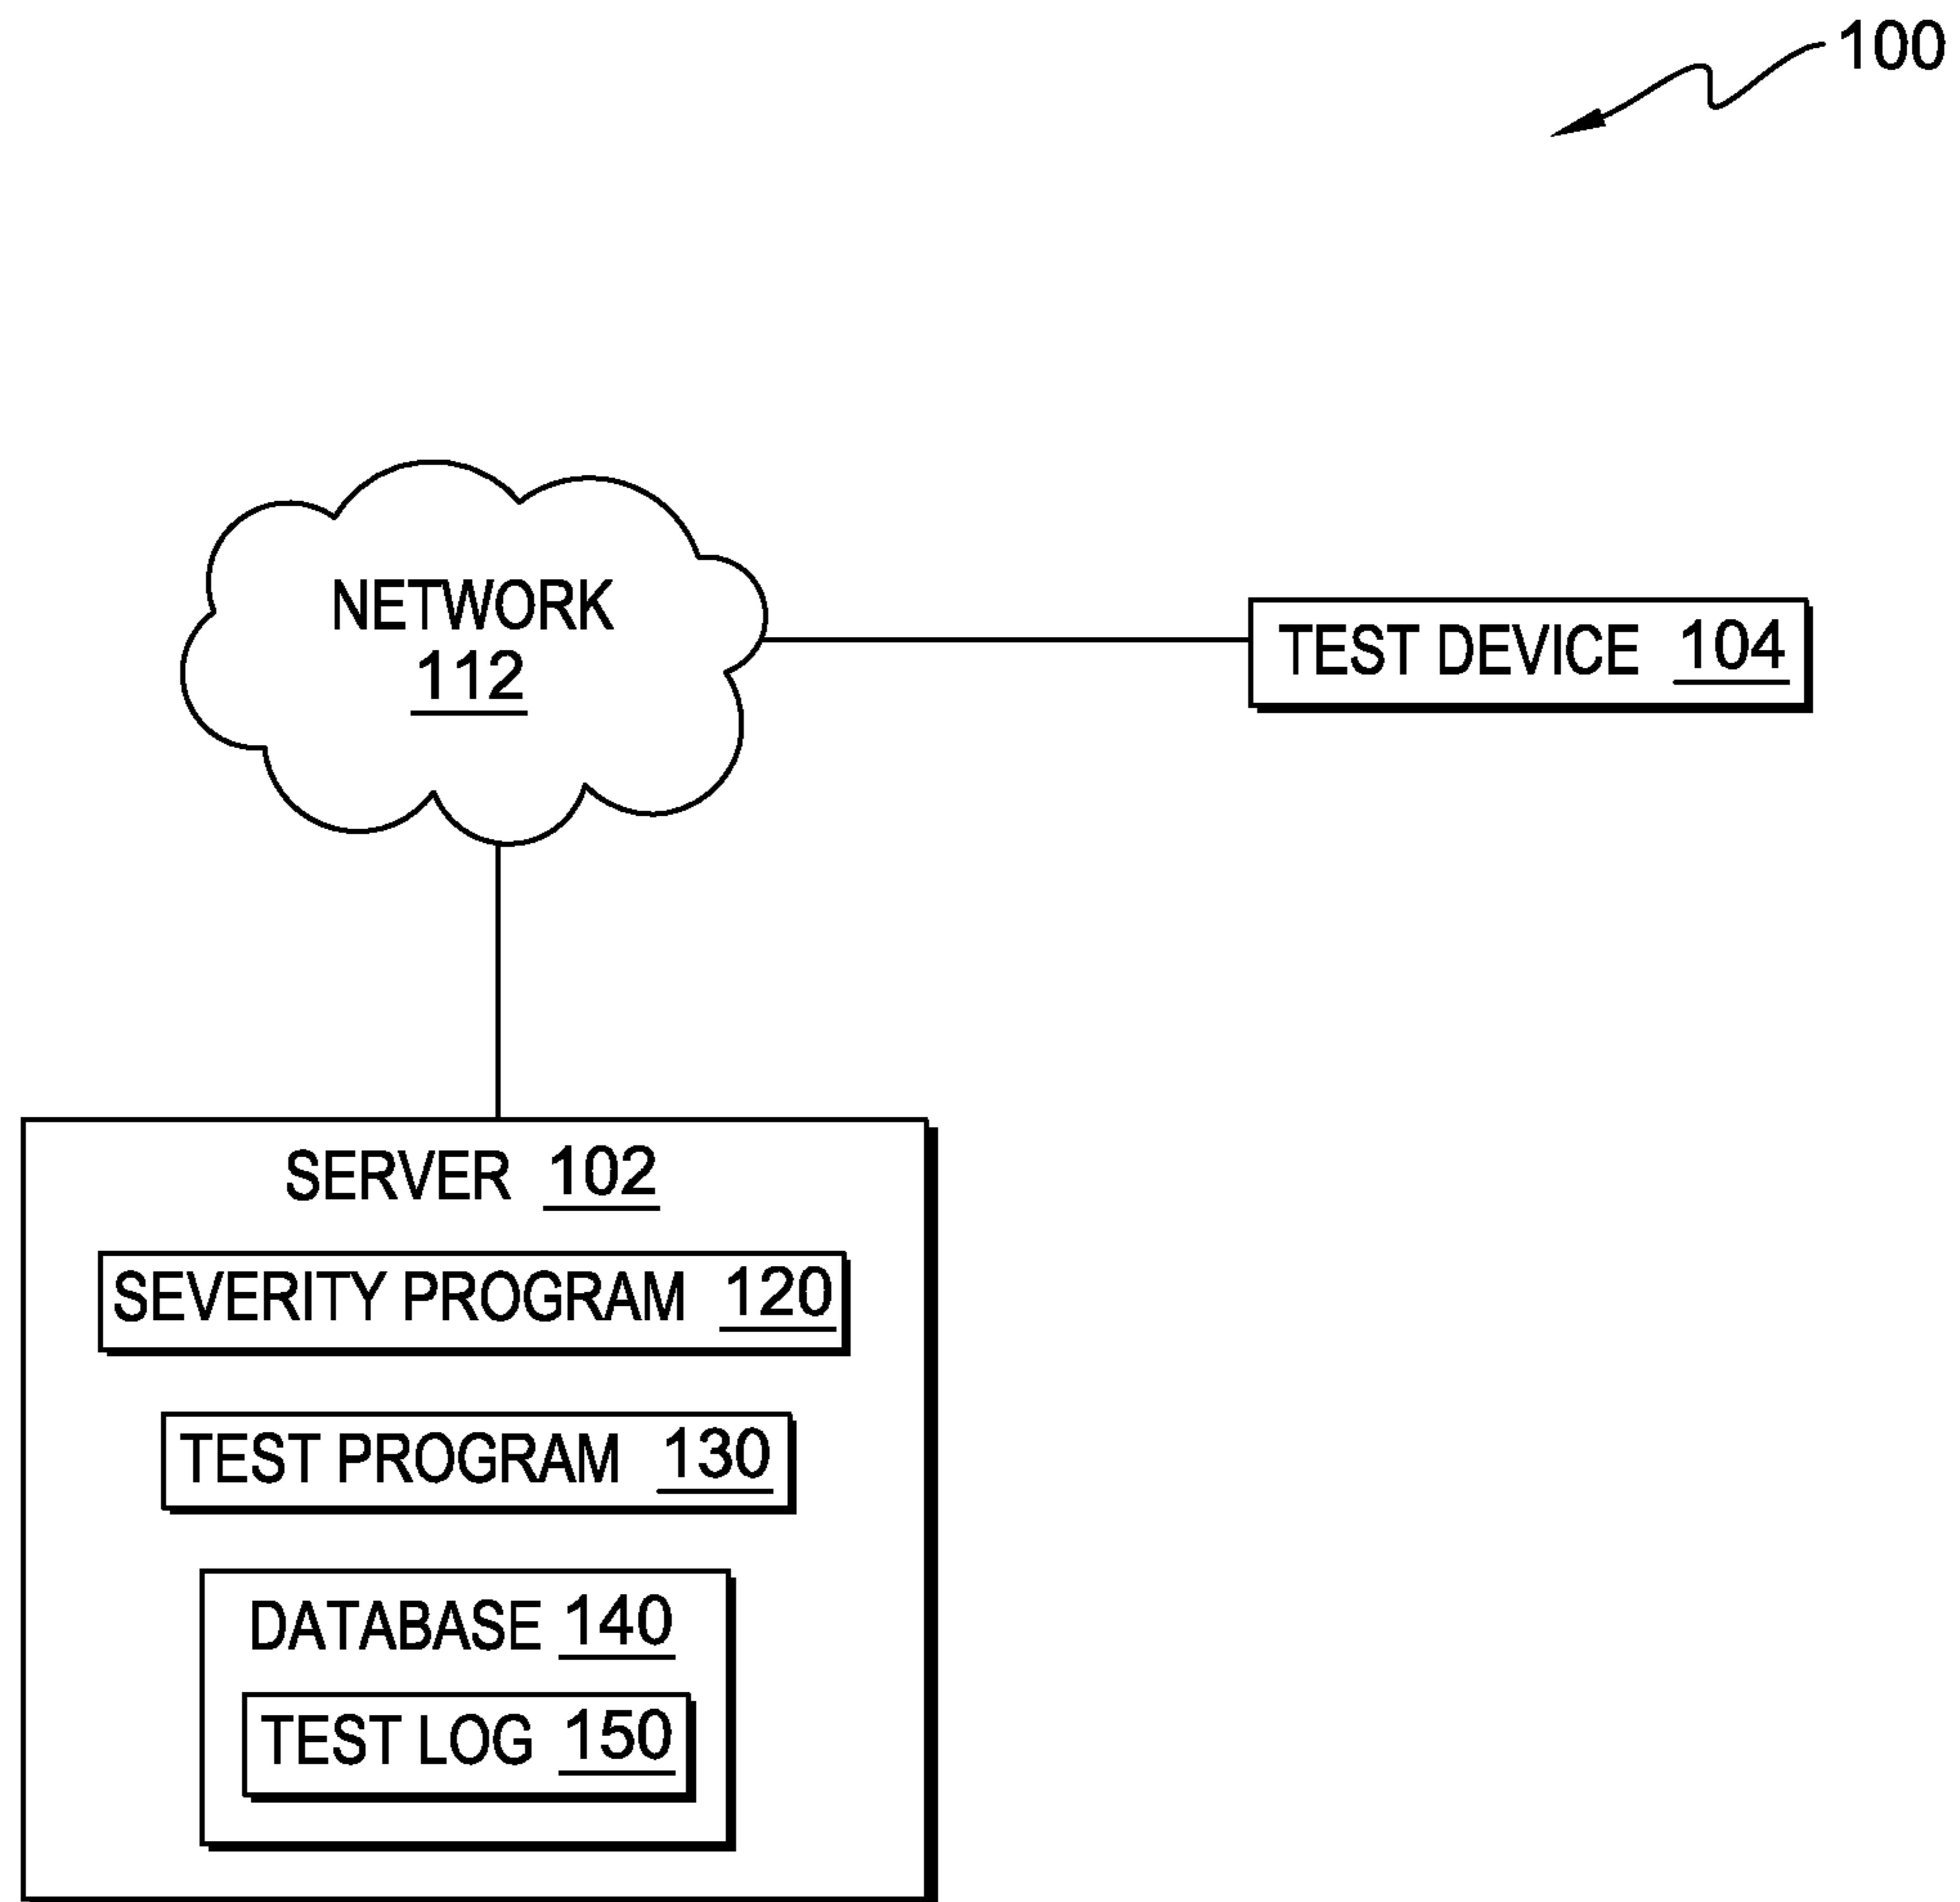 100
NETWORK
112
TEST DEVICE 104
SERVER 102
SEVERITY PROGRAM 120
TEST PROGRAM 130
DATABASE 140
TEST LOG 150